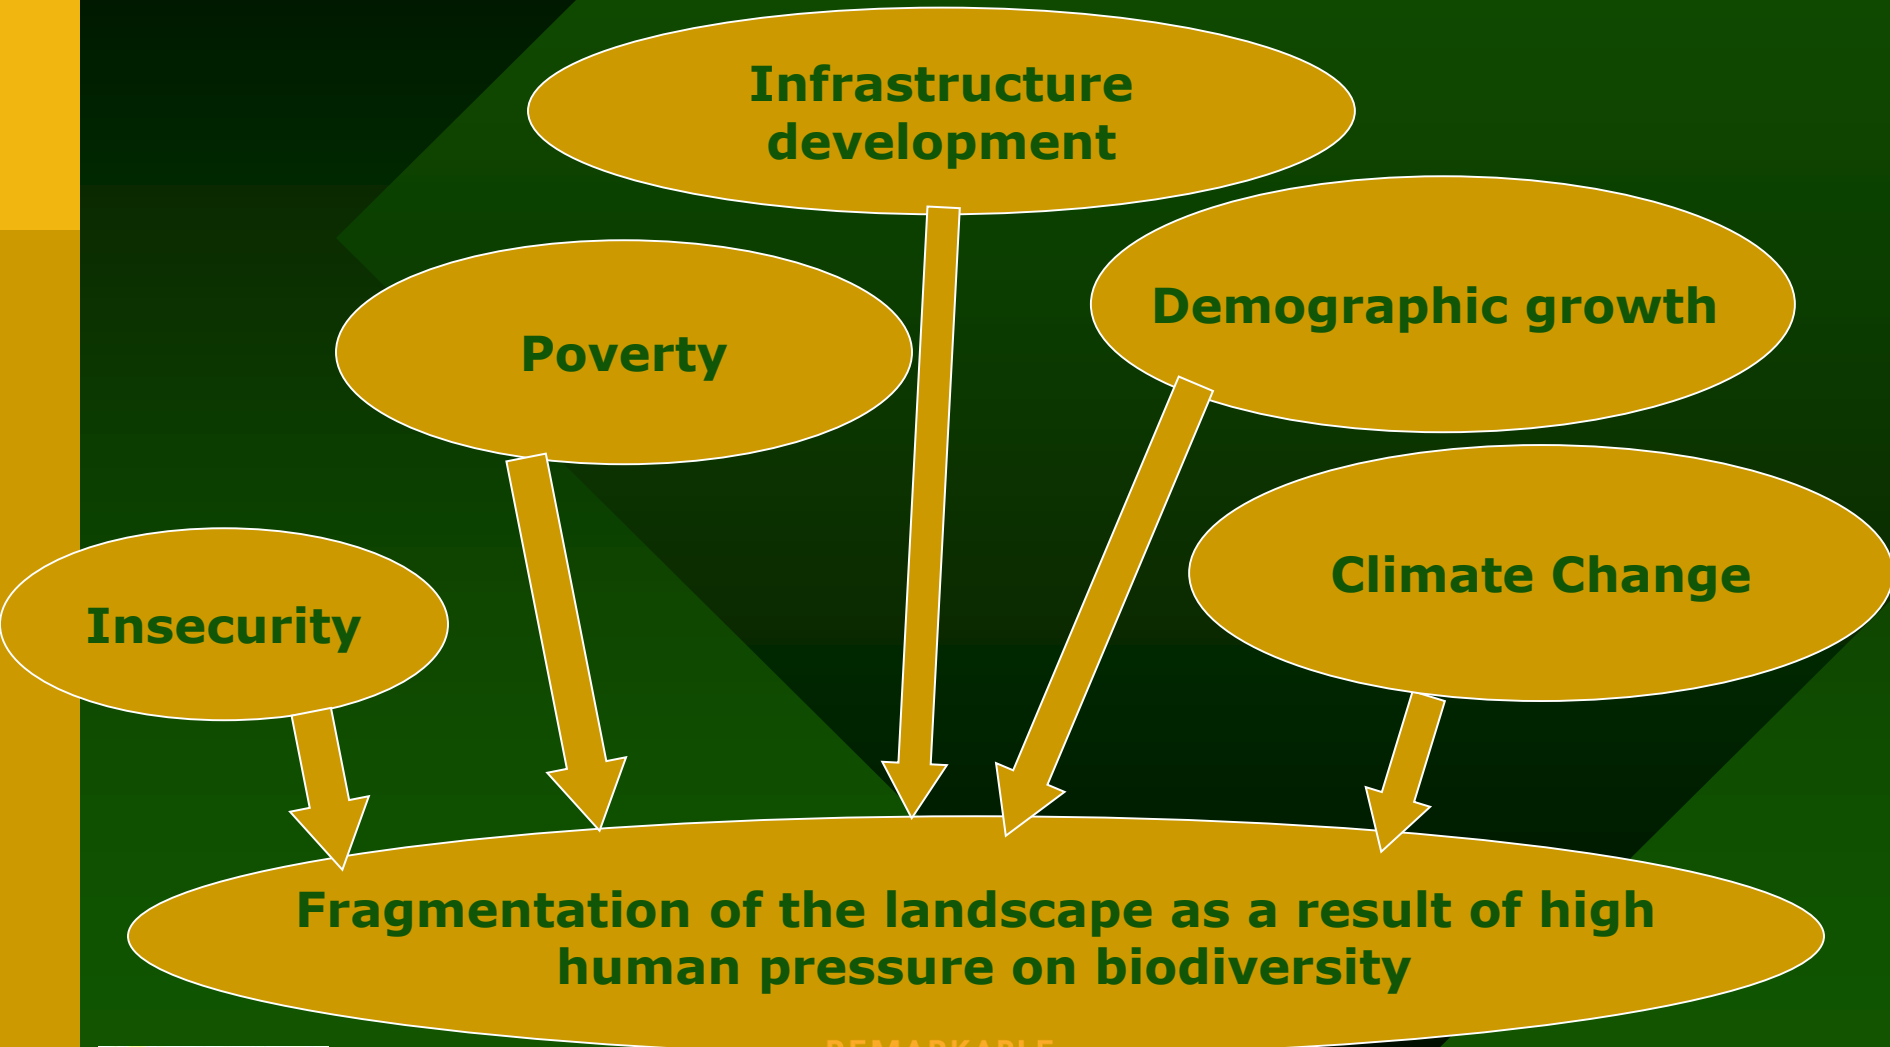 Infrastructure
development
Demographic growth
Poverty
Climate Change
Insecurity
Fragmentation of the landscape as a result of high
human pressure on biodiversity
REMARKABLE